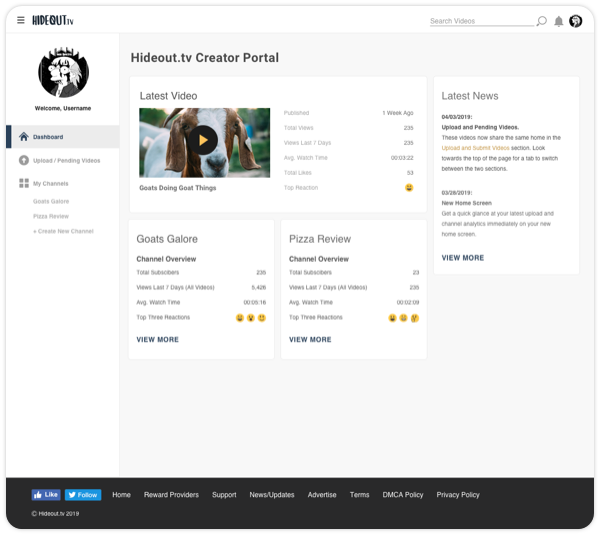 HIDEOUT TV
Search Videos
Welcome, Username
Dashboard
Upload / Pending Videos
My Channels
Goats Galore
Pizza Review
+ Create New Channel
Hideout.tv Creator Portal
Latest Video
Goats Doing Goat Things
Published 1 Week Ago
Total Views 235
Views Last 7 Days 235
Avg. Watch Time 00:03:22
Total Likes 53
Top Reaction
Goats Galore
Channel Overview
Total Subscibers 235
Views Last 7 Days (All Videos) 5,426
Avg. Watch Time 00:05:16
Top Three Reactions
VIEW MORE
Pizza Review
Channel Overview
Total Subscibers 23
Views Last 7 Days (All Videos) 235
Avg. Watch Time 00:02:09
Top Three Reactions
VIEW MORE
Latest News
04/03/2019:
Upload and Pending Videos.
These videos now share the same home in the
Upload and Submit Videos section. Look
towards the top of the page for a tab to switch
between the two sections.
03/28/2019:
New Home Screen
Get a quick glance at your latest upload and
channel analytics immediately on your new
home screen.
VIEW MORE
Like Follow Home Reward Providers Support News/Updates Advertise Terms DMCA Policy Privacy Policy
© Hideout.tv 2019